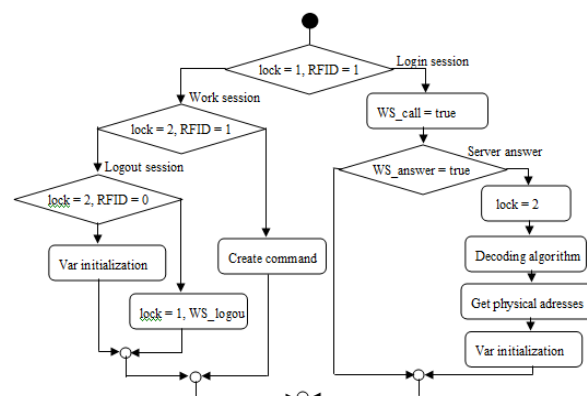 lock = 1, RFID = 1
Login session
Work session
WS_call = true
lock = 2, RFID = 1
Server answer
WS_answer = true
Logout session
lock = 2, RFID = 0
lock = 2
Var initialization
Create command
Decoding algorithm
Get physical adresses
lock = 1, WS_logou
Var initialization